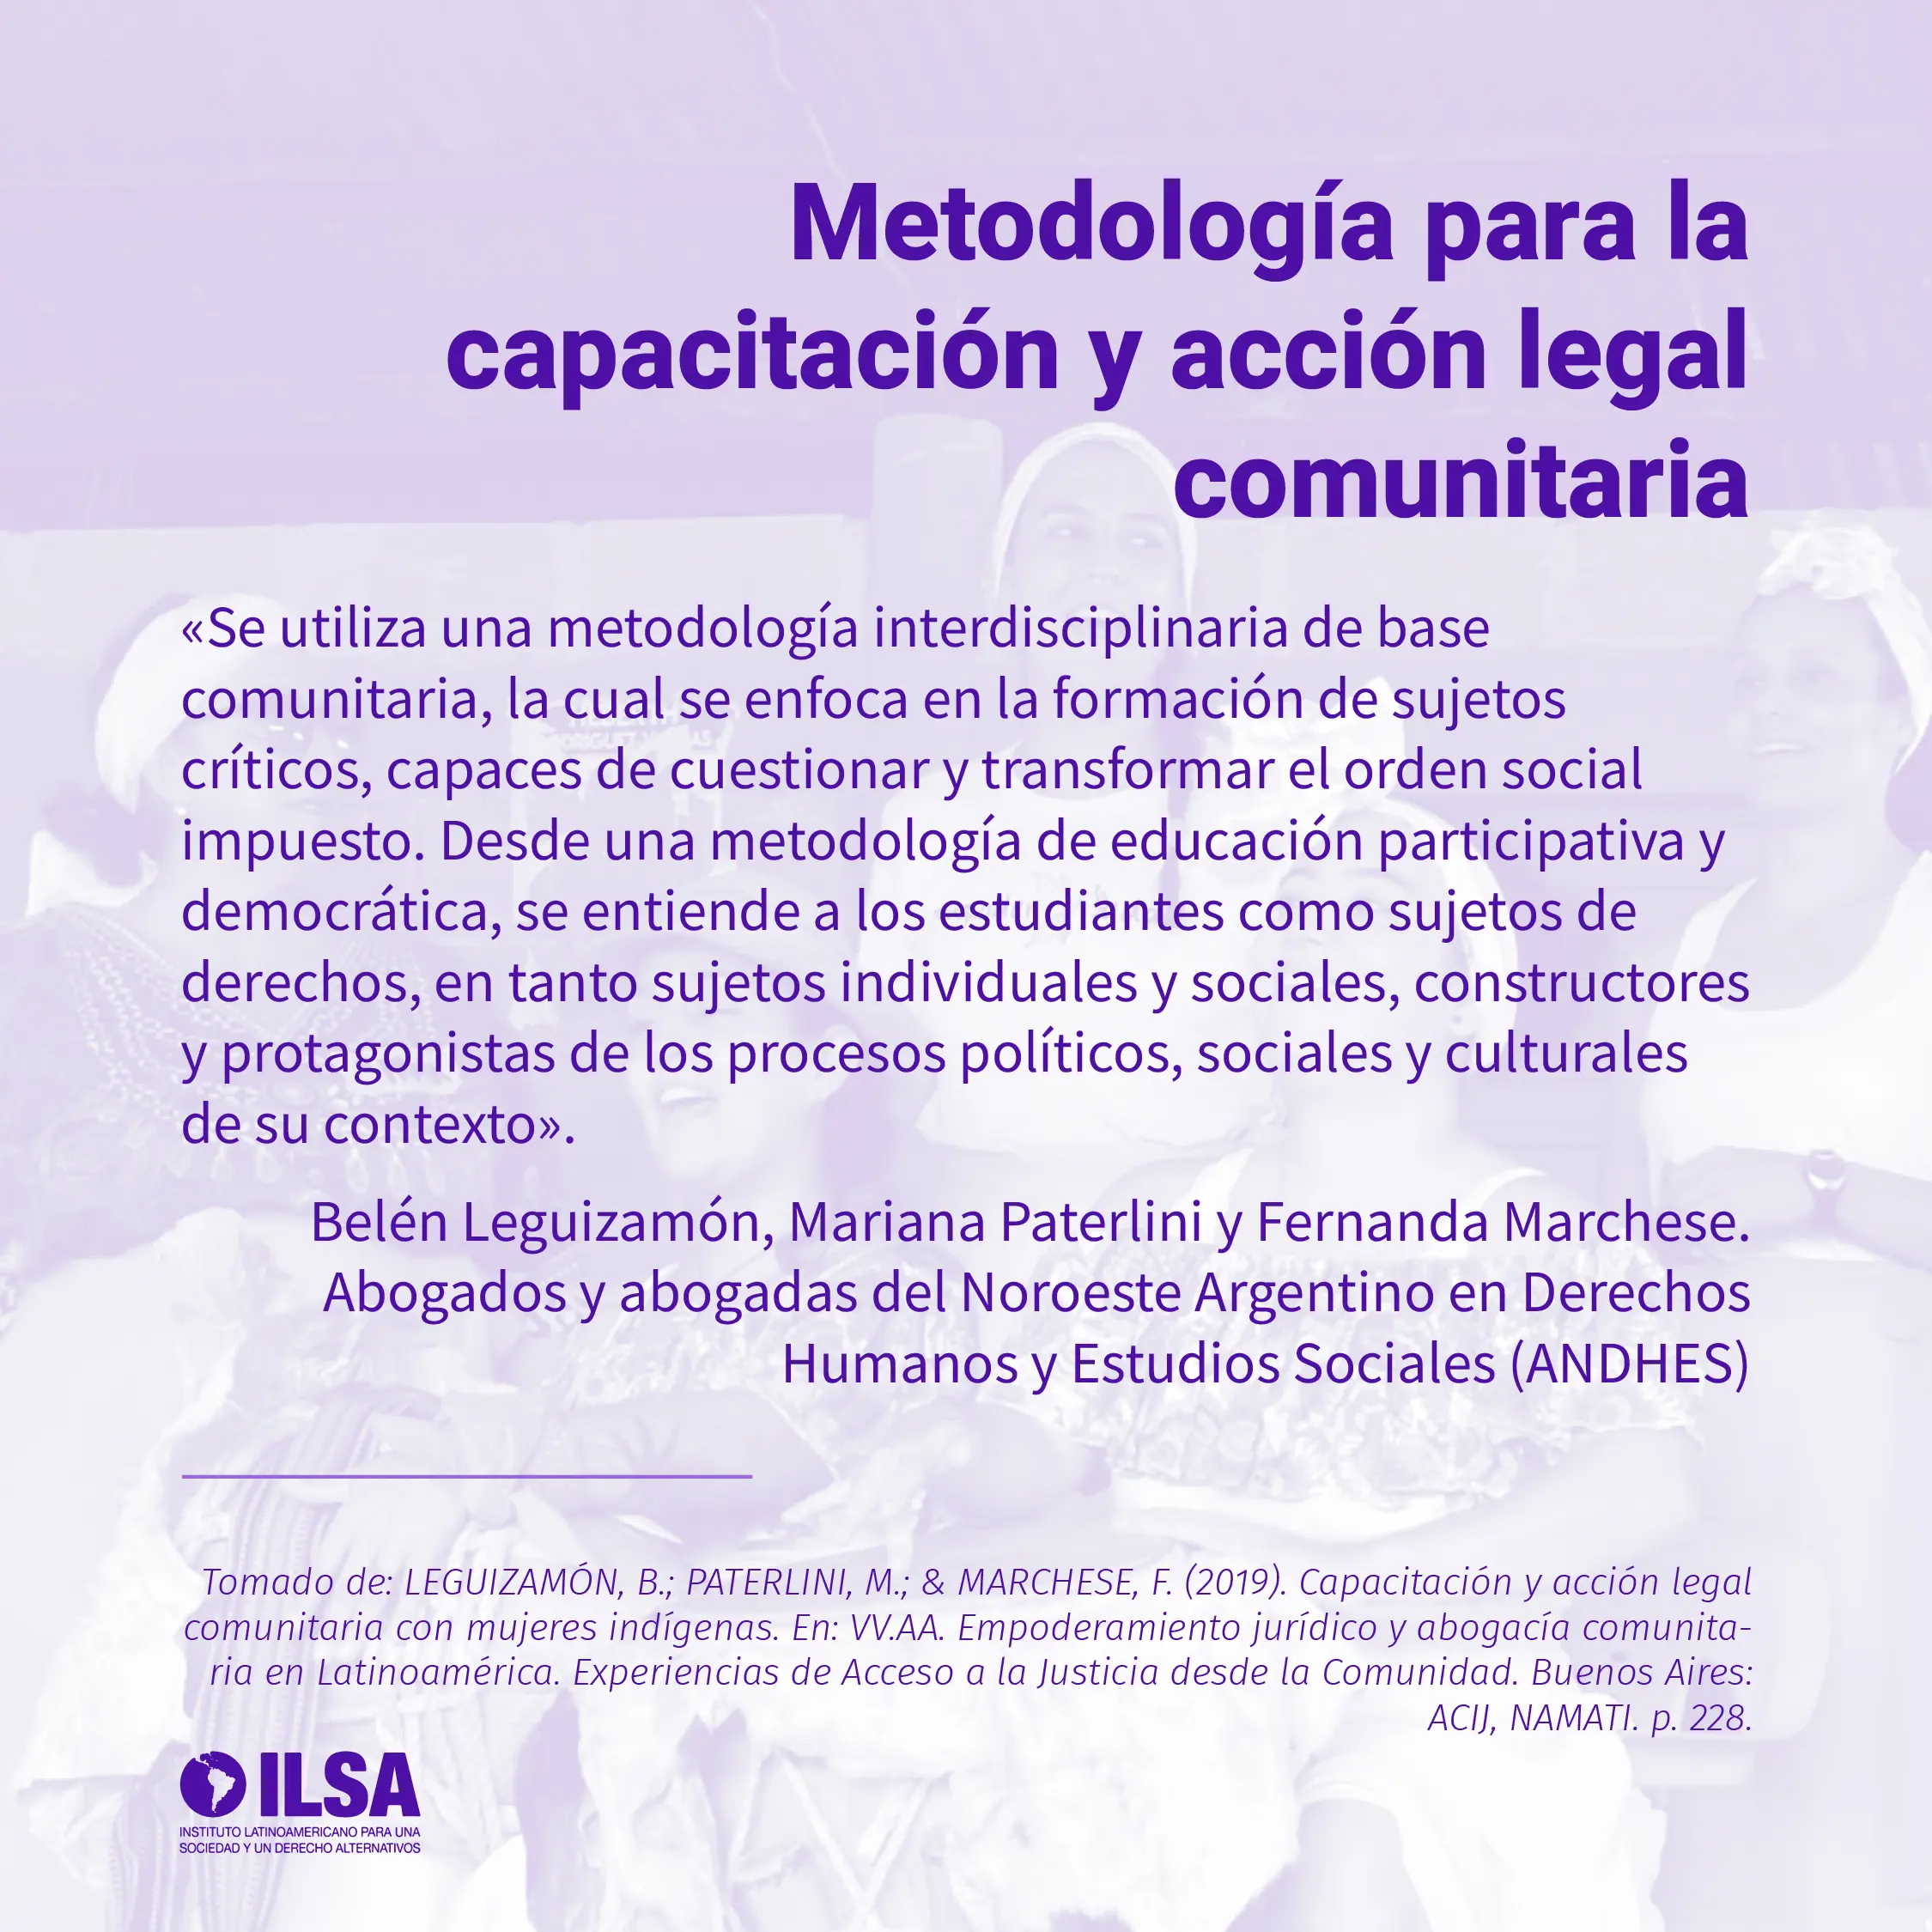 Metodología para la
capacitación y acción legal
comunitaria
«Se utiliza una metodología interdisciplinaria de base
comunitaria, la cual se enfoca en la formación de sujetos
críticos, capaces de cuestionar y transformar el orden social
impuesto. Desde una metodología de educación participativa y
democrática, se entiende a los estudiantes como sujetos de
derechos, en tanto sujetos individuales y sociales, constructores
y protagonistas de los procesos políticos, sociales y culturales
de su contexto».
Belén Leguizamón, Mariana Paterlini y Fernanda Marchese.
Abogados y abogadas del Noroeste Argentino en Derechos
Humanos y Estudios Sociales (ANDHES)
Tomado de: LEGUIZAMÓN, B.; PATERLINI, M.; & MARCHESE, F. (2019). Capacitación y acción legal
comunitaria con mujeres indígenas. En: VV.AA. Empoderamiento jurídico y abogacía comunita-
ria en Latinoamérica. Experiencias de Acceso a la Justicia desde la Comunidad. Buenos Aires:
ACIJ, NAMATI. p. 228.
ILSA
INSTITUTO LATINOAMERICANO PARA UNA
SOCIEDAD Y UN DERECHO ALTERNATIVOS